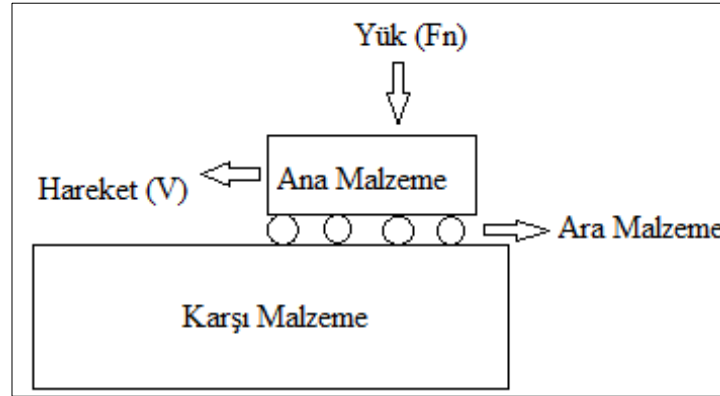 Yük (Fn)
Ana Malzeme
Hareket (V)
Ara Malzeme
Karşı Malzeme